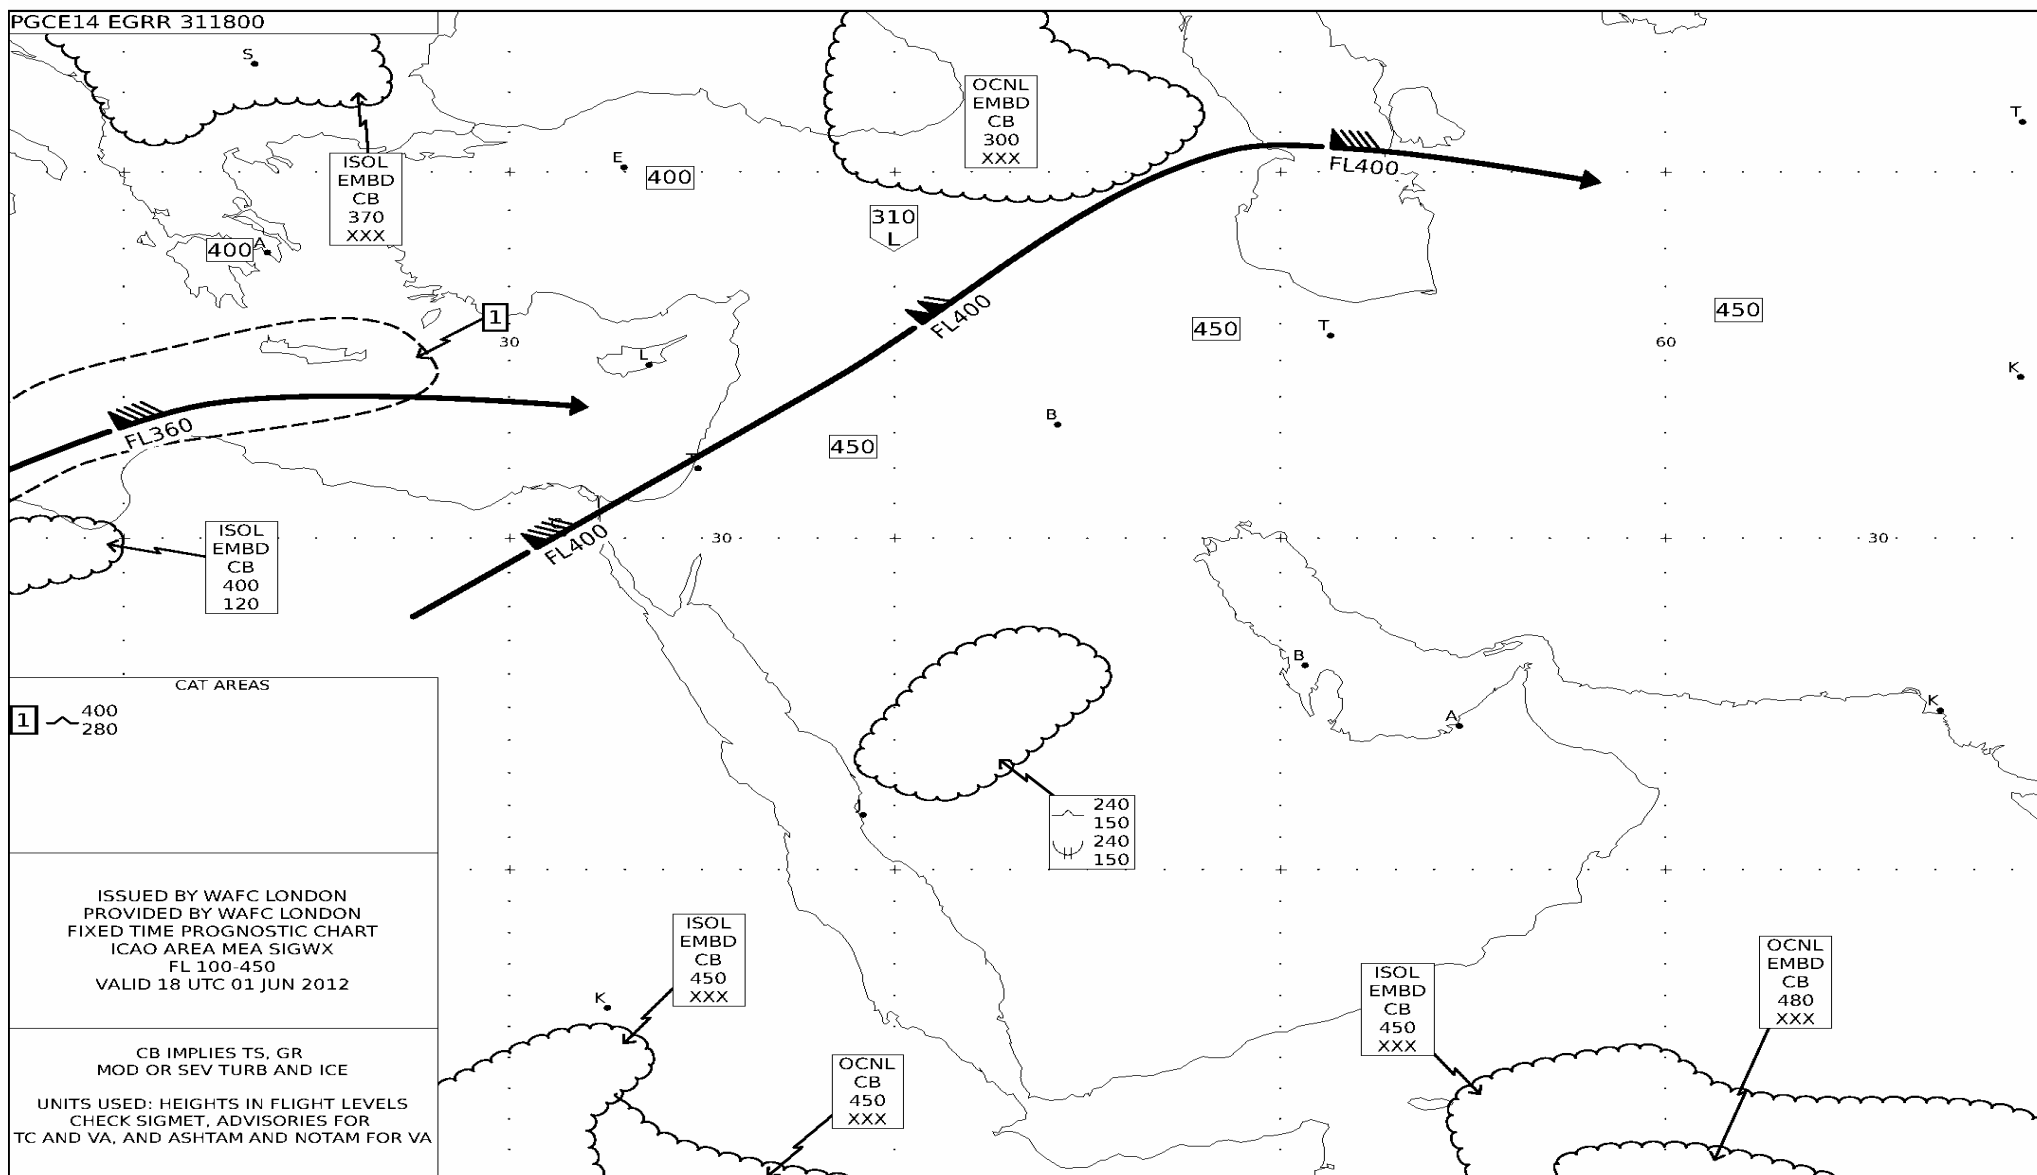 PGCE14 EGRR 311800
S
OCNL
EMBD
CB
300
XXX
T
ISOL
EMBD
CB
370
XXX
E
400
FL400
310
L
400
A
1
30
FL400
450
T
450
60
L
K
FL360
B
450
T
ISOL
EMBD
CB
400
120
FL400
30
30
B
K
A
CAT AREAS
1
400
280
240
150
240
150
J
ISSUED BY WAFC LONDON
PROVIDED BY WAFC LONDON
FIXED TIME PROGNOSTIC CHART
ICAO AREA MEA SIGWX
FL 100-450
VALID 18 UTC 01 JUN 2012
ISOL
EMBD
CB
450
XXX
K
ISOL
EMBD
CB
450
XXX
OCNL
EMBD
CB
480
XXX
OCNL
CB
450
XXX
CB IMPLIES TS, GR
MOD OR SEV TURB AND ICE
UNITS USED: HEIGHTS IN FLIGHT LEVELS
CHECK SIGMET, ADVISORIES FOR
TC AND VA, AND ASHTAM AND NOTAM FOR VA